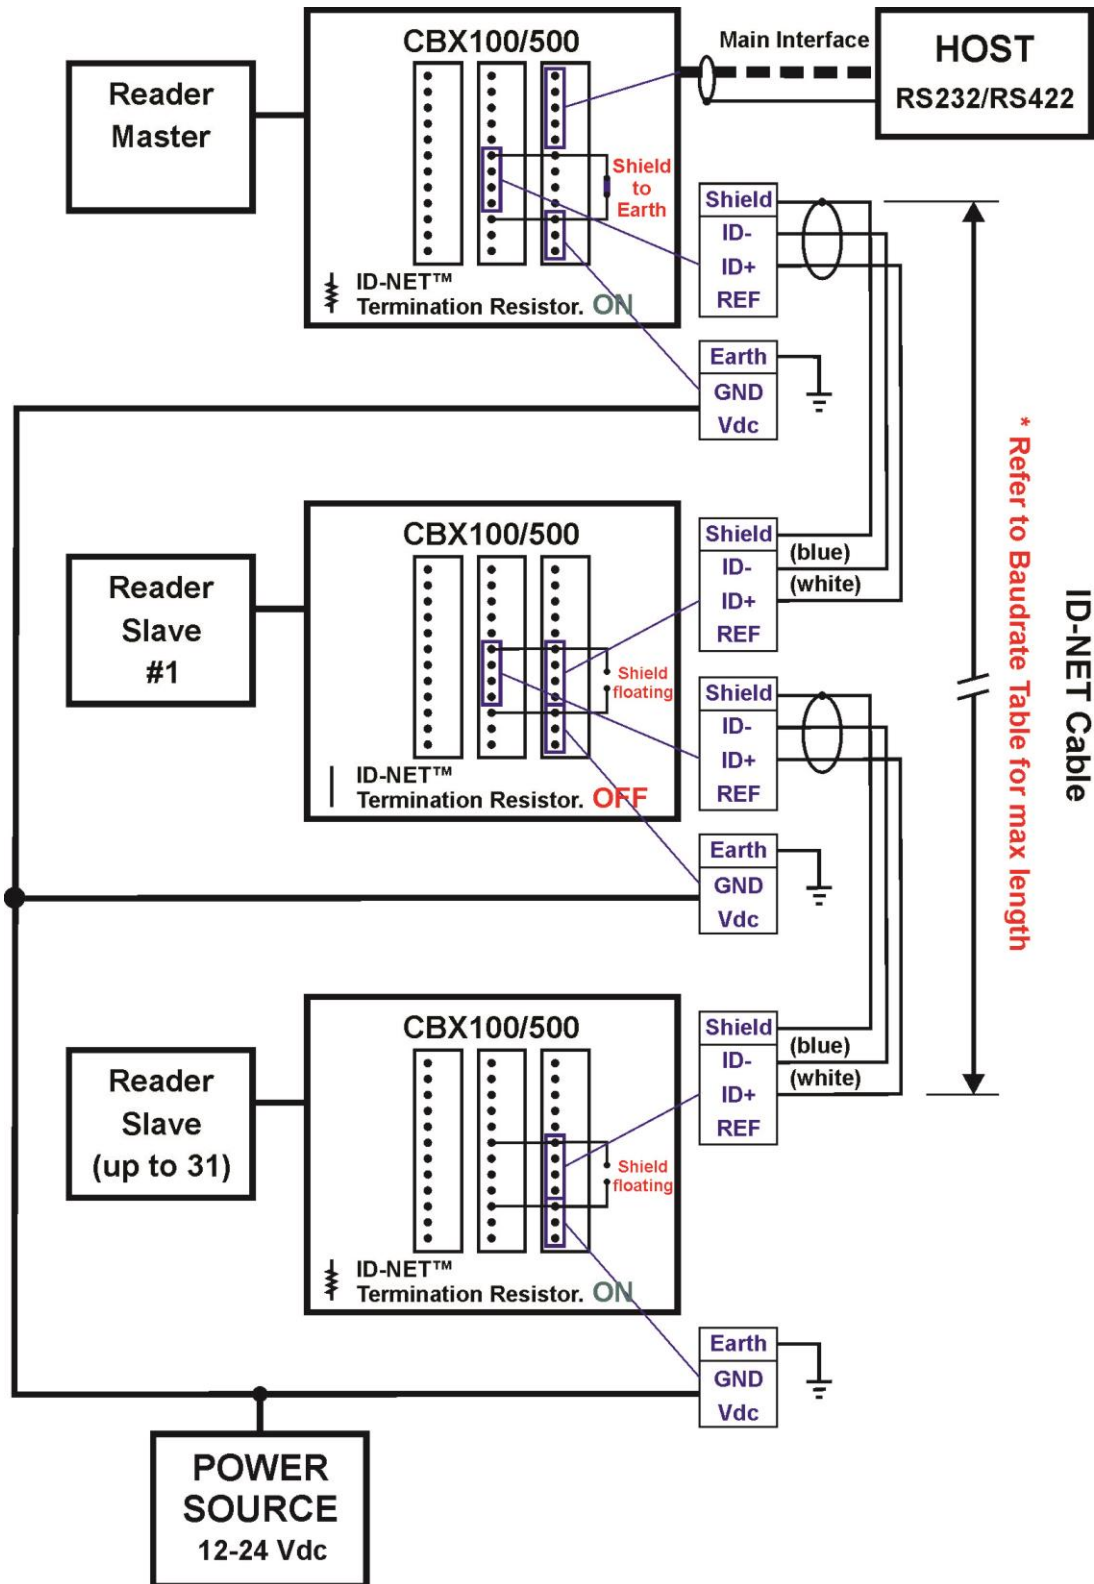 CBX100/500
Main Interface
HOST
RS232/RS422
Reader
Master
Shield
to
Earth
ID-NET™
Termination Resistor. ON
Shield
ID-
ID+
REF
Earth
GND
Vdc
CBX100/500
Reader
Slave
#1
Shield
floating
ID-NET™
Termination Resistor. OFF
Shield
ID-
(blue)
ID+
(white)
REF
Shield
ID-
ID+
REF
Earth
GND
Vdc
CBX100/500
Reader
Slave
(up to 31)
Shield
floating
ID-NET™
Termination Resistor. ON
Shield
ID-
(blue)
ID+
(white)
REF
Earth
GND
Vdc
POWER
SOURCE
12-24 Vdc
* Refer to Baudrate Table for max length
ID-NET Cable